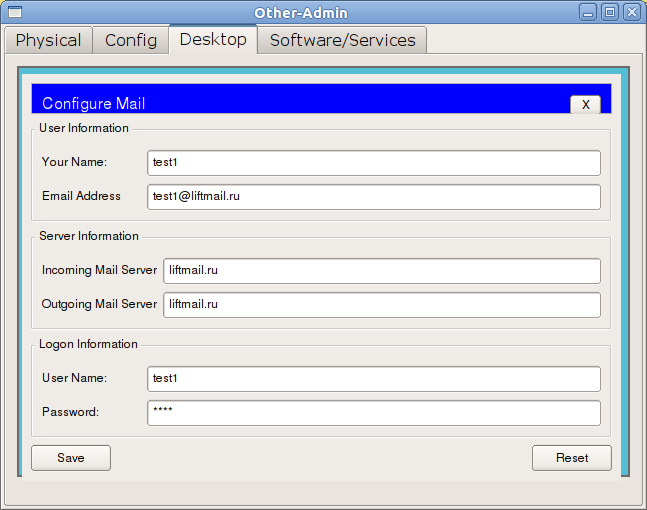 Other-Admin
Physical Config Desktop Software/Services
Configure Mail X
User Information
Your Name: test1
Email Address test1@liftmail.ru
Server Information
Incoming Mail Server liftmail.ru
Outgoing Mail Server liftmail.ru
Logon Information
User Name: test1
Password: ****
Save Reset